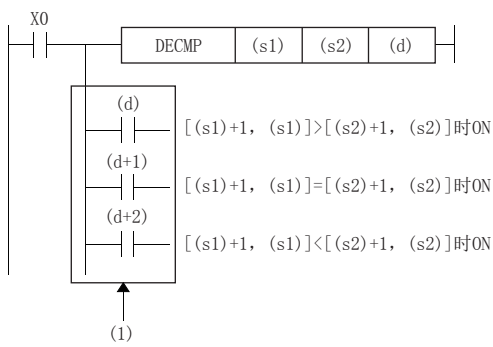 X0
DECMP (s1) (s2) (d)
(d)
[(s1)+1, (s1)]>[(s2)+1, (s2)]时ON
(d+1)
[(s1)+1, (s1)]=[(s2)+1, (s2)]时ON
(d+2)
[(s1)+1, (s1)]<[(s2)+1, (s2)]时ON
(1)